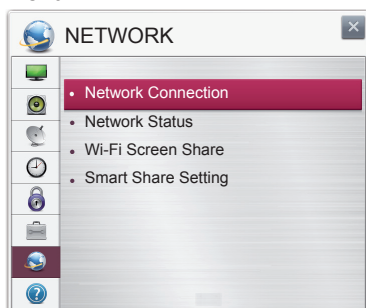 NETWORK
• Network Connection
• Network Status
• Wi-Fi Screen Share
• Smart Share Setting